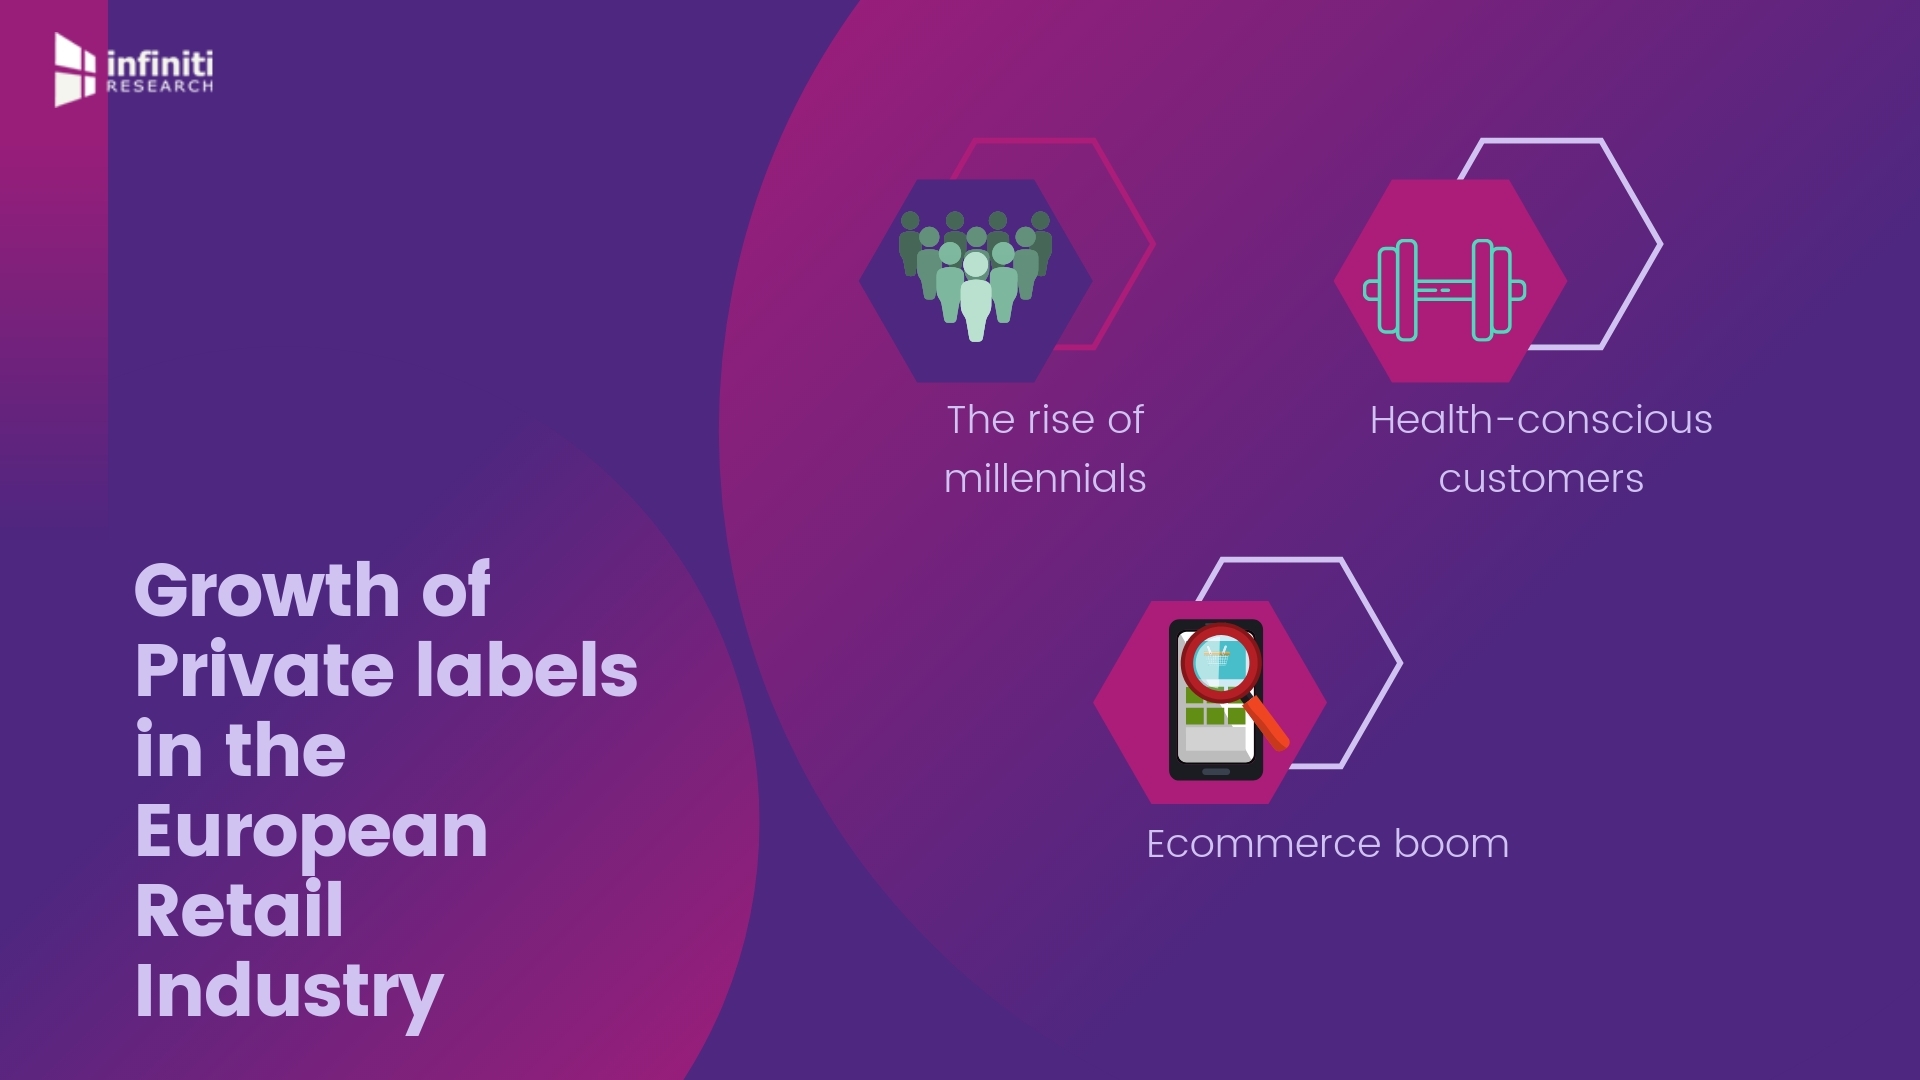 infiniti
RESEARCH
Growth of
Private labels
in the
European
Retail
Industry
The rise of
millennials
Health-conscious
customers
Ecommerce boom